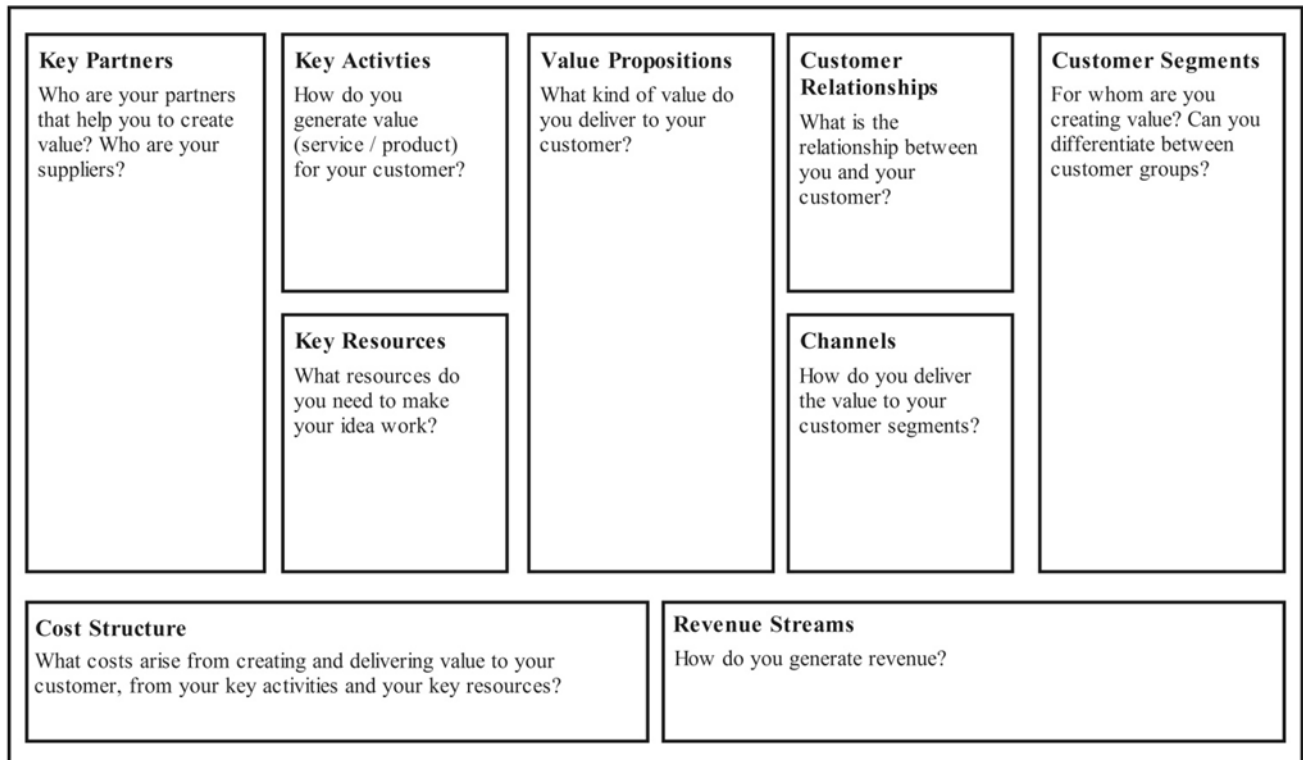 Key Partners
Who are your partners
that help you to create
value? Who are your
suppliers?
Key Activties
How do you
generate value
(service / product)
for your customer?
Key Resources
What resources do
you need to make
your idea work?
Value Propositions
What kind of value do
you deliver to your
customer?
Customer
Relationships
What is the
relationship between
you and your
customer?
Channels
How do you deliver
the value to your
customer segments?
Customer Segments
For whom are you
creating value? Can you
differentiate between
customer groups?
Cost Structure
What costs arise from creating and delivering value to your
customer, from your key activities and your key resources?
Revenue Streams
How do you generate revenue?